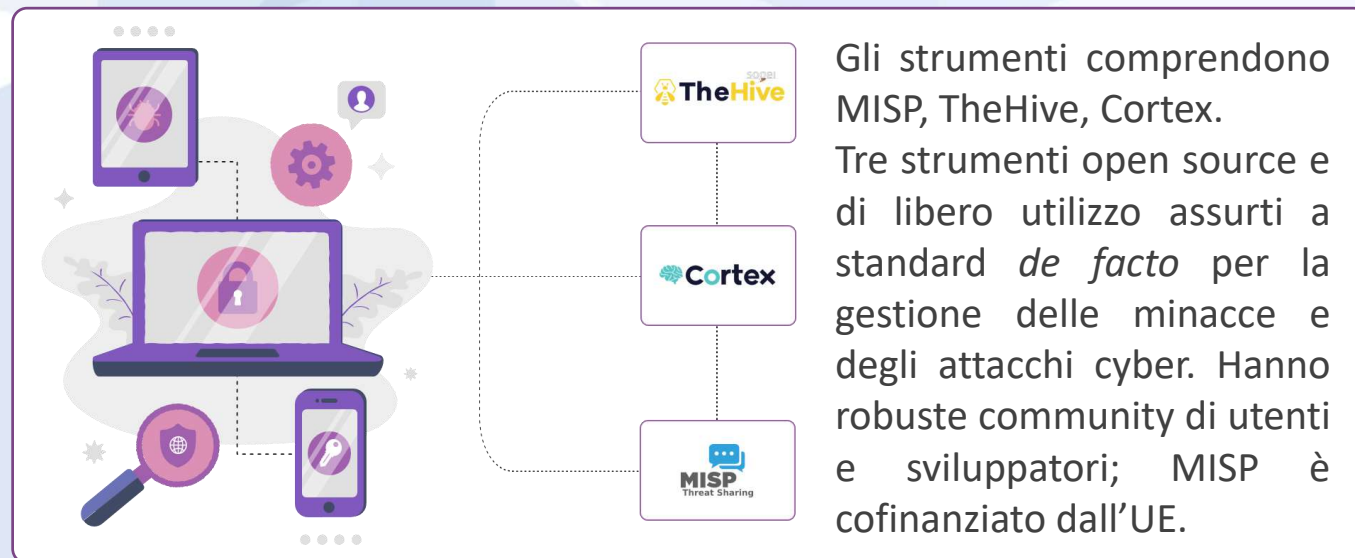 sogei
TheHive
Cortex
MISP
Threat Sharing
Gli strumenti comprendono
MISP, TheHive, Cortex.
Tre strumenti open source e
di libero utilizzo assurti a
standard de facto per la
gestione delle minacce e
degli attacchi cyber. Hanno
robuste community di utenti
e sviluppatori; MISP è
cofinanziato dall’UE.